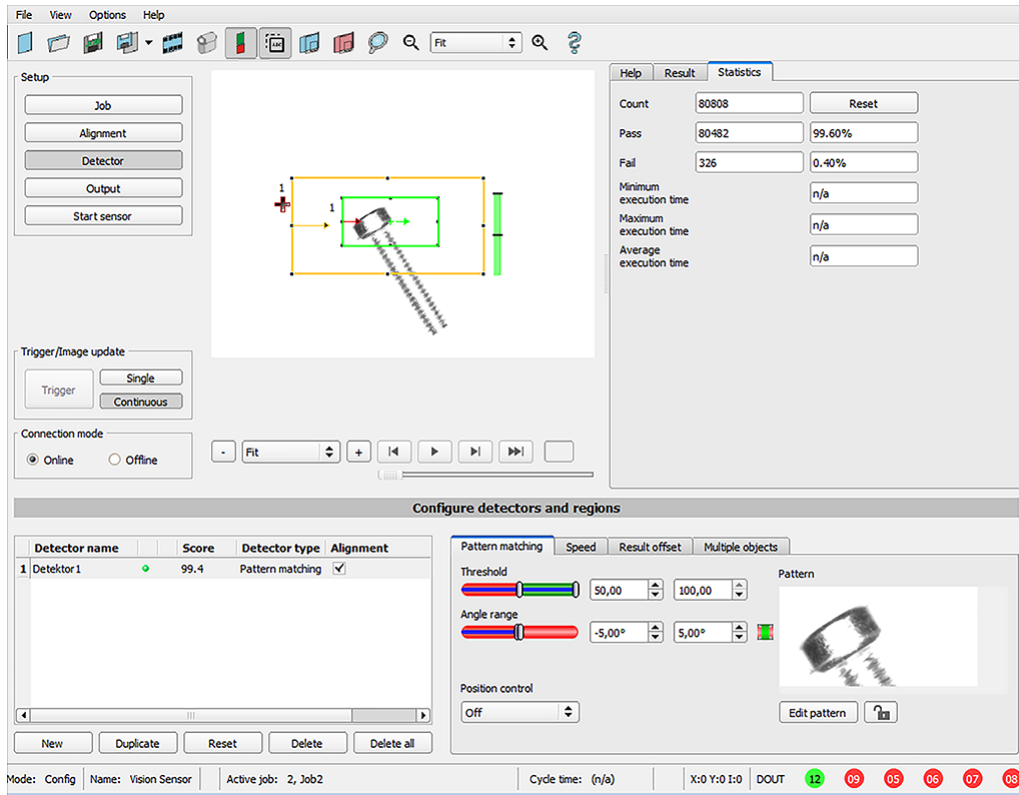 File View Options Help
Fit
Setup
Job
Alignment
Detector
Output
Start sensor
1
1
Help Result Statistics
Count 80808 Reset
Pass 80482 99.60%
Fail 326 0.40%
Minimum
execution time n/a
Maximum
execution time n/a
Average
execution time n/a
Trigger/Image update
Trigger Single
Continuous
Connection mode
Online Offline
- Fit +
Configure detectors and regions
Detector name Score Detector type Alignment
1 Detektor1 99.4 Pattern matching
New Duplicate Reset Delete Delete all
Pattern matching Speed Result offset Multiple objects
Threshold
50,00 100,00
Angle range
-5,00° 5,00°
Position control
Off
Pattern
Edit pattern
Mode: Config Name: Vision Sensor Active job: 2, Job2 Cycle time: (n/a) X:0 Y:0 I:0 DOUT 12 09 05 06 07 08